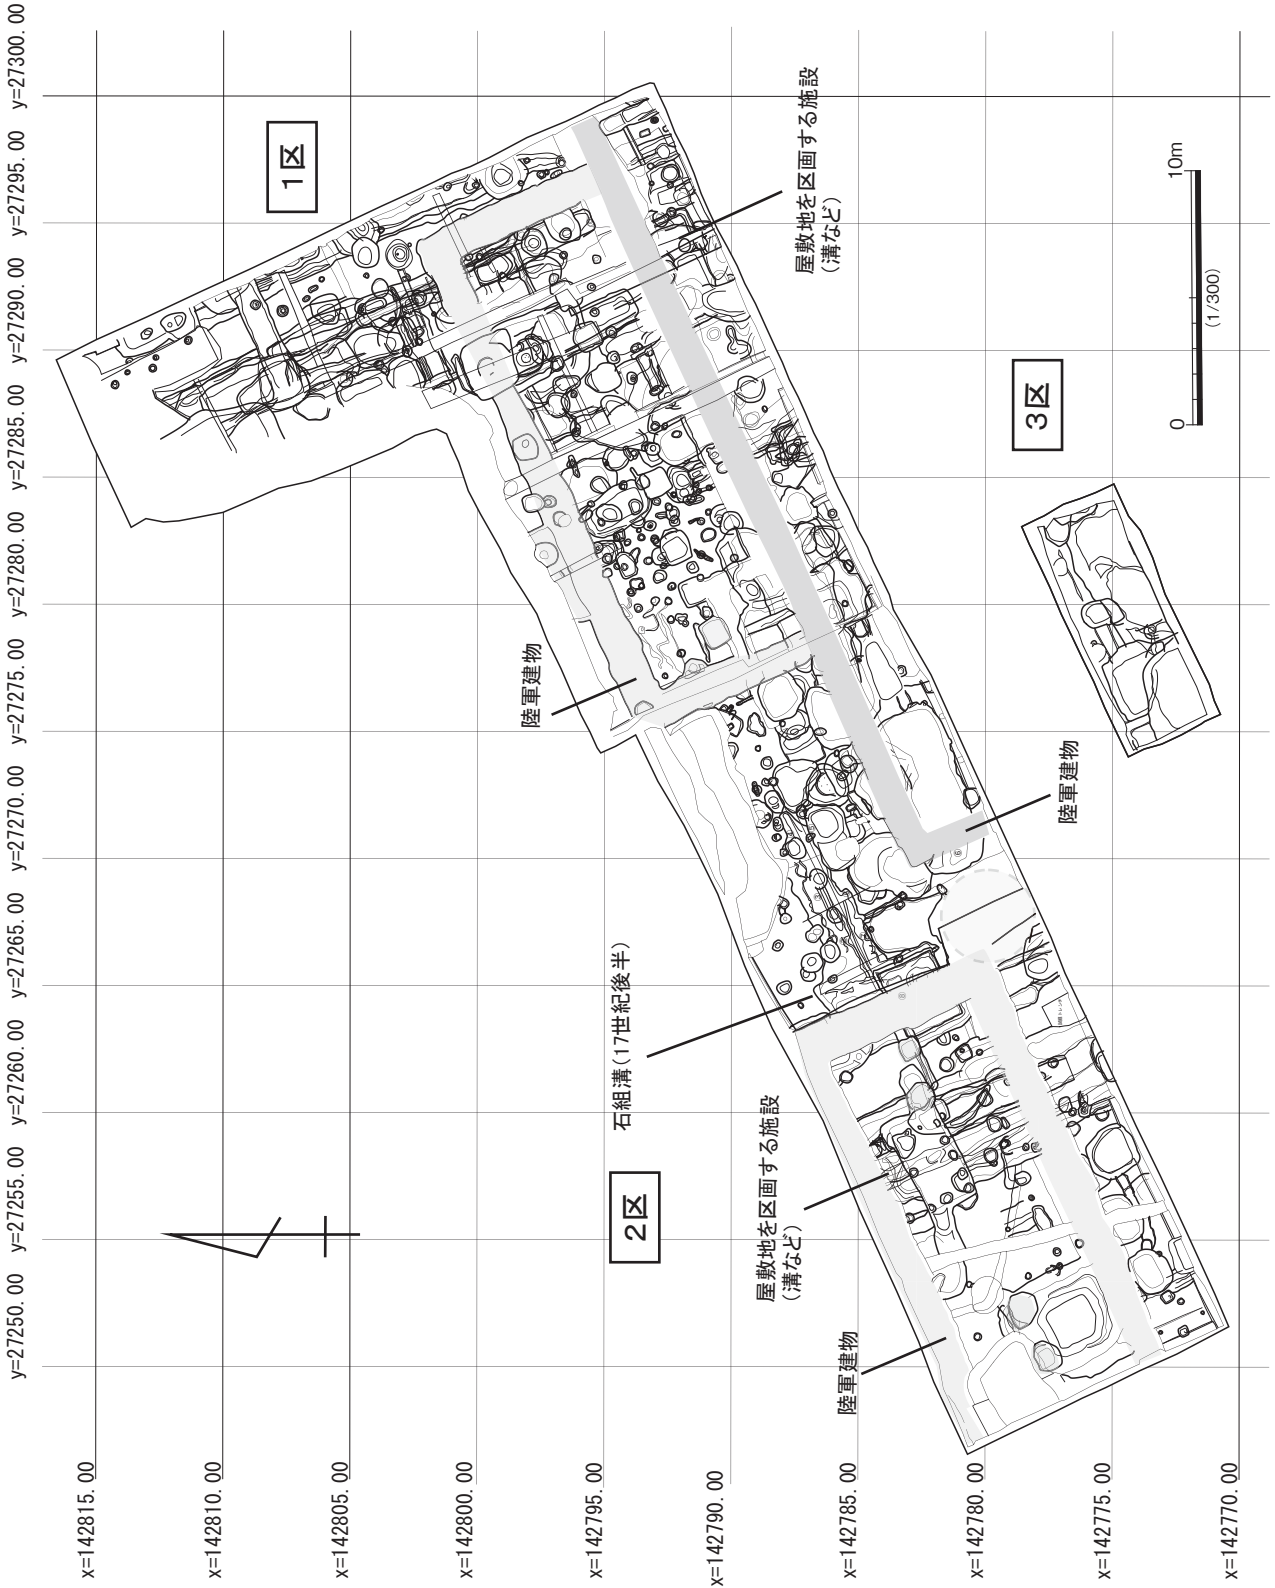 y=27300.00
y=27295.00
y=27290.00
y=27285.00
y=27280.00
y=27275.00
y=27270.00
y=27265.00
y=27260.00
y=27255.00
y=27250.00
x=142815.00
x=142810.00
x=142805.00
x=142800.00
x=142795.00
x=142790.00
x=142785.00
x=142780.00
x=142775.00
x=142770.00
1区
屋敷地を区画する施設
(溝など)
10m
(1/300)
0
3区
陸軍建物
陸軍建物
石組溝(17世紀後半)
2区
屋敷地を区画する施設
(溝など)
陸軍建物